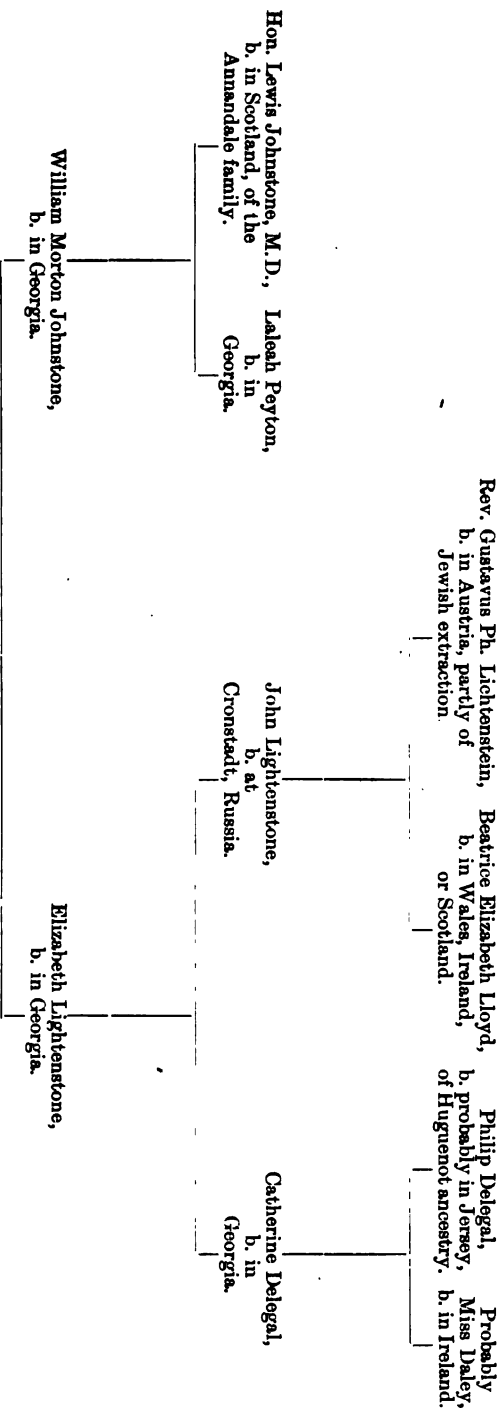 Rev. Gustavus Ph. Lichtenstein,
b. in Austria, partly of
Jewish extraction.
Beatrice Elizabeth Lloyd,
b. in Wales, Ireland,
or Scotland.
Philip Delegal,
b. probably in Jersey,
of Huguenot ancestry.
Probably
Miss Daley,
b. in Ireland.
Hon. Lewis Johnstone, M.D.,
b. in Scotland, of the
Annandale family.
Laleah Peyton,
b. in
Georgia.
John Lightenstone,
b. at
Cronstadt, Russia.
Catherine Delegal,
b. in
Georgia.
William Morton Johnstone,
b. in Georgia.
Elizabeth Lightenstone,
b. in Georgia.